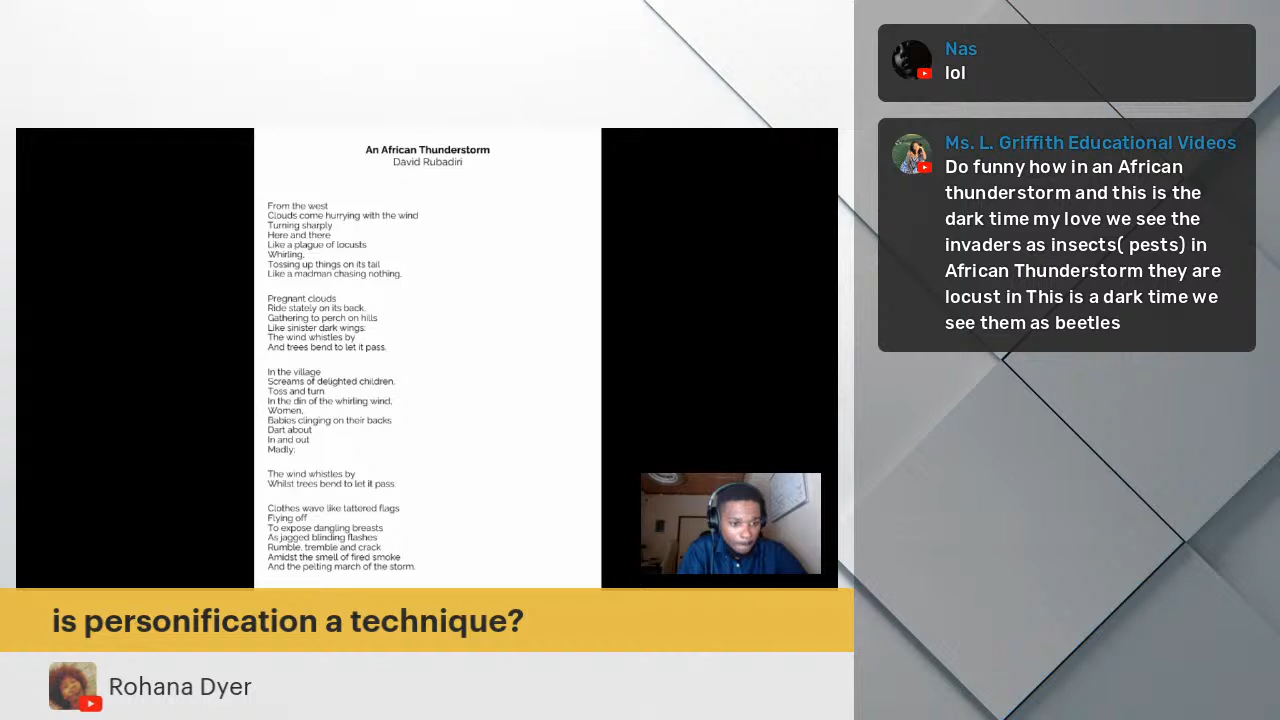 An African Thunderstorm
David Rubadiri
From the west
Clouds come hurrying with the wind
Turning sharply
Here and there
Like a plague of locusts
Whirling,
Tossing up things on its tail
Like a madman chasing nothing.
Pregnant clouds
Ride stately on its back,
Gathering to perch on hills
Like sinister dark wings;
The wind whistles by
And trees bend to let it pass.
In the village
Screams of delighted children,
Toss and turn
In the din of the whirling wind,
Women,
Babies clinging on their backs
Dart about
In and out
Madly;
The wind whistles by
Whilst trees bend to let it pass.
Clothes wave like tattered flags
Flying off
To expose dangling breasts
As jagged blinding flashes
Rumble, tremble and crack
Amidst the smell of fired smoke
And the pelting march of the storm.
is personification a technique?
Rohana Dyer
Nas
lol
Ms. L. Griffith Educational Videos
Do funny how in an African
thunderstorm and this is the
dark time my love we see the
invaders as insects( pests) in
African Thunderstorm they are
locust in This is a dark time we
see them as beetles